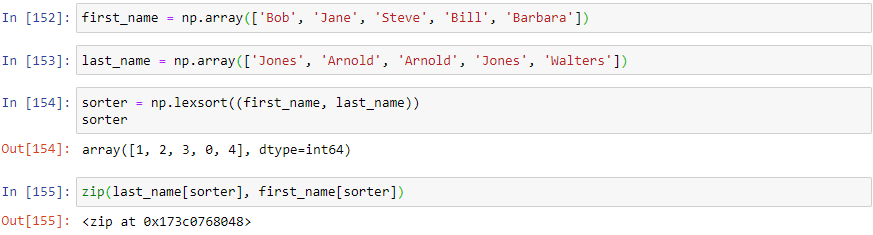 In [152]: first_name = np.array(['Bob', 'Jane', 'Steve', 'Bill', 'Barbara'])
In [153]: last_name = np.array(['Jones', 'Arnold', 'Arnold', 'Jones', 'Walters'])
In [154]: sorter = np.lexsort((first_name, last_name))
sorter
Out[154]: array([1, 2, 3, 0, 4], dtype=int64)
In [155]: zip(last_name[sorter], first_name[sorter])
Out[155]: <zip at 0x173c0768048>